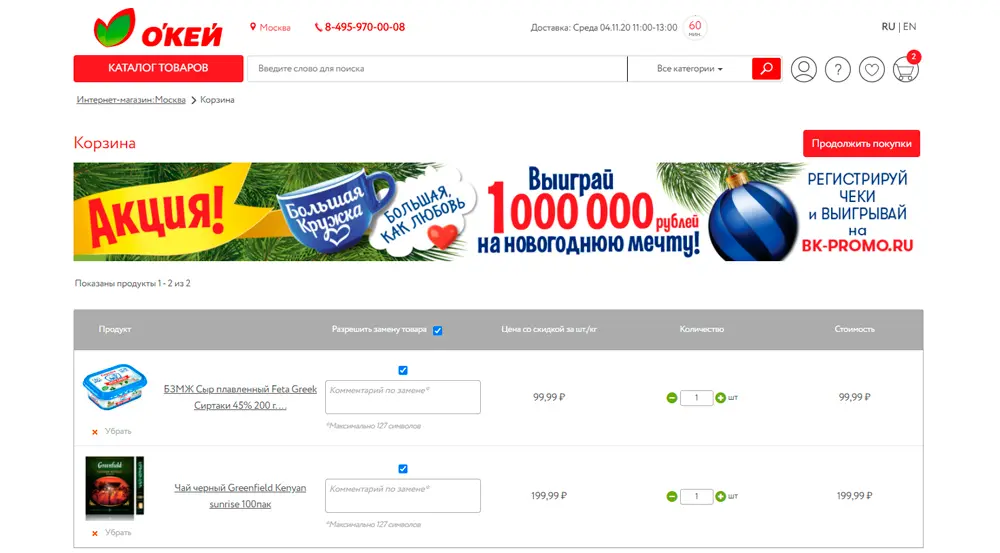 О'КЕЙ
Москва
8-495-970-00-08
Доставка: Среда 04.11.20 11:00-13:00
60
мин.
RU | EN
КАТАЛОГ ТОВАРОВ
Введите слово для поиска
Все категории
?
2
Интернет-магазин:Москва > Корзина
Корзина
Продолжить покупки
Акция!
Большая
Кружка
БОЛЬШАЯ,
КАК ЛЮБОВЬ
Выиграй
1000 000 рублей
на новогоднюю мечту!
РЕГИСТРИРУЙ
ЧЕКИ
И ВЫИГРЫВАЙ
на
BK-PROMO.RU
Показаны продукты 1 - 2 из 2
Продукт
Разрешить замену товара
Цена со скидкой за шт./кг
Количество
Стоимость
БЗМЖ Сыр плавленный Feta Greek
Сиртаки 45% 200 г....
Убрать
Комментарий по замене*
*Максимально 127 символов
99,99 ₽
1 шт
99,99 ₽
Greenfield
Чай черный Greenfield Kenyan
sunrise 100пак
Убрать
Комментарий по замене*
*Максимально 127 символов
199,99 ₽
1 шт
199,99 ₽